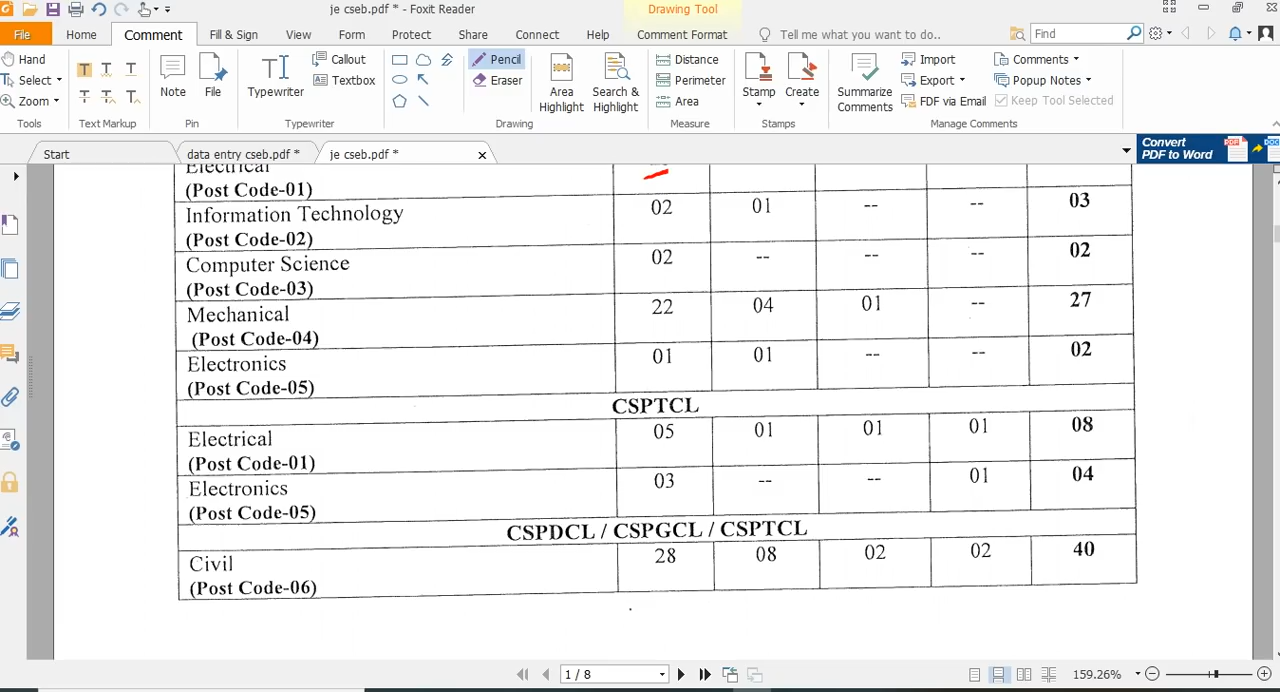 je cseb.pdf * - Foxit Reader
Drawing Tool
File Home Comment Fill & Sign View Form Protect Share Connect Help Comment Format Tell me what you want to do.. Find
Hand
Select
Zoom
Tools
Text Markup
Note
File
Pin
Typewriter
Callout
Textbox
Typewriter
Pencil
Eraser
Area Highlight
Search & Highlight
Drawing
Distance
Perimeter
Area
Measure
Stamp
Create
Stamps
Summarize Comments
Import
Export
FDF via Email
Comments
Popup Notes
Keep Tool Selected
Manage Comments
Start
data entry cseb.pdf *
je cseb.pdf *
Convert
PDF to Word
Electrical
(Post Code-01)
Information Technology 02 01 -- -- 03
(Post Code-02)
Computer Science 02 -- -- -- 02
(Post Code-03)
Mechanical 22 04 01 -- 27
(Post Code-04)
Electronics 01 01 -- -- 02
(Post Code-05)
CSPTCL
Electrical 05 01 01 01 08
(Post Code-01)
Electronics 03 -- -- 01 04
(Post Code-05)
CSPDCL / CSPGCL / CSPTCL
Civil 28 08 02 02 40
(Post Code-06)
1 / 8
159.26%